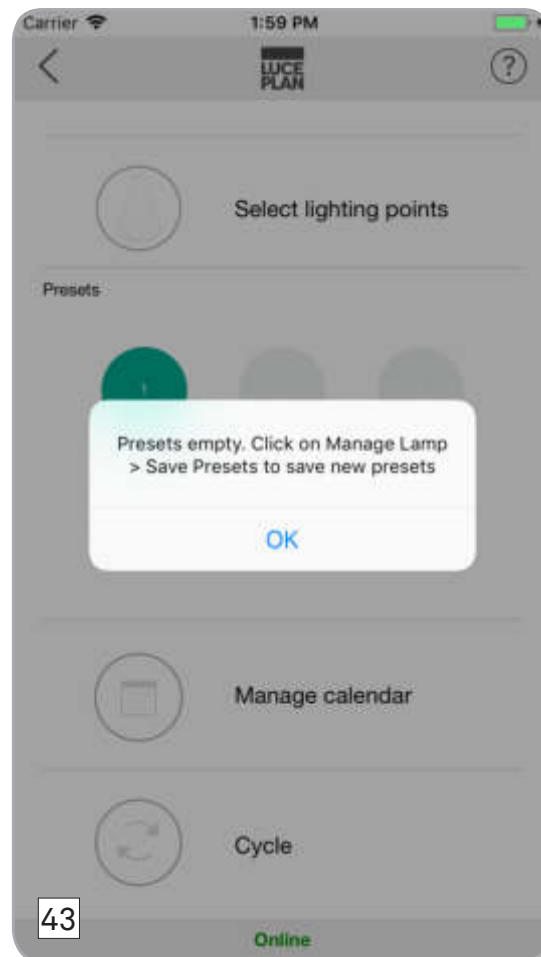 Carrier 1:59 PM
LUCE
PLAN
?
Select lighting points
Presets
1
Presets empty. Click on Manage Lamp
> Save Presets to save new presets
OK
Manage calendar
Cycle
43
Online